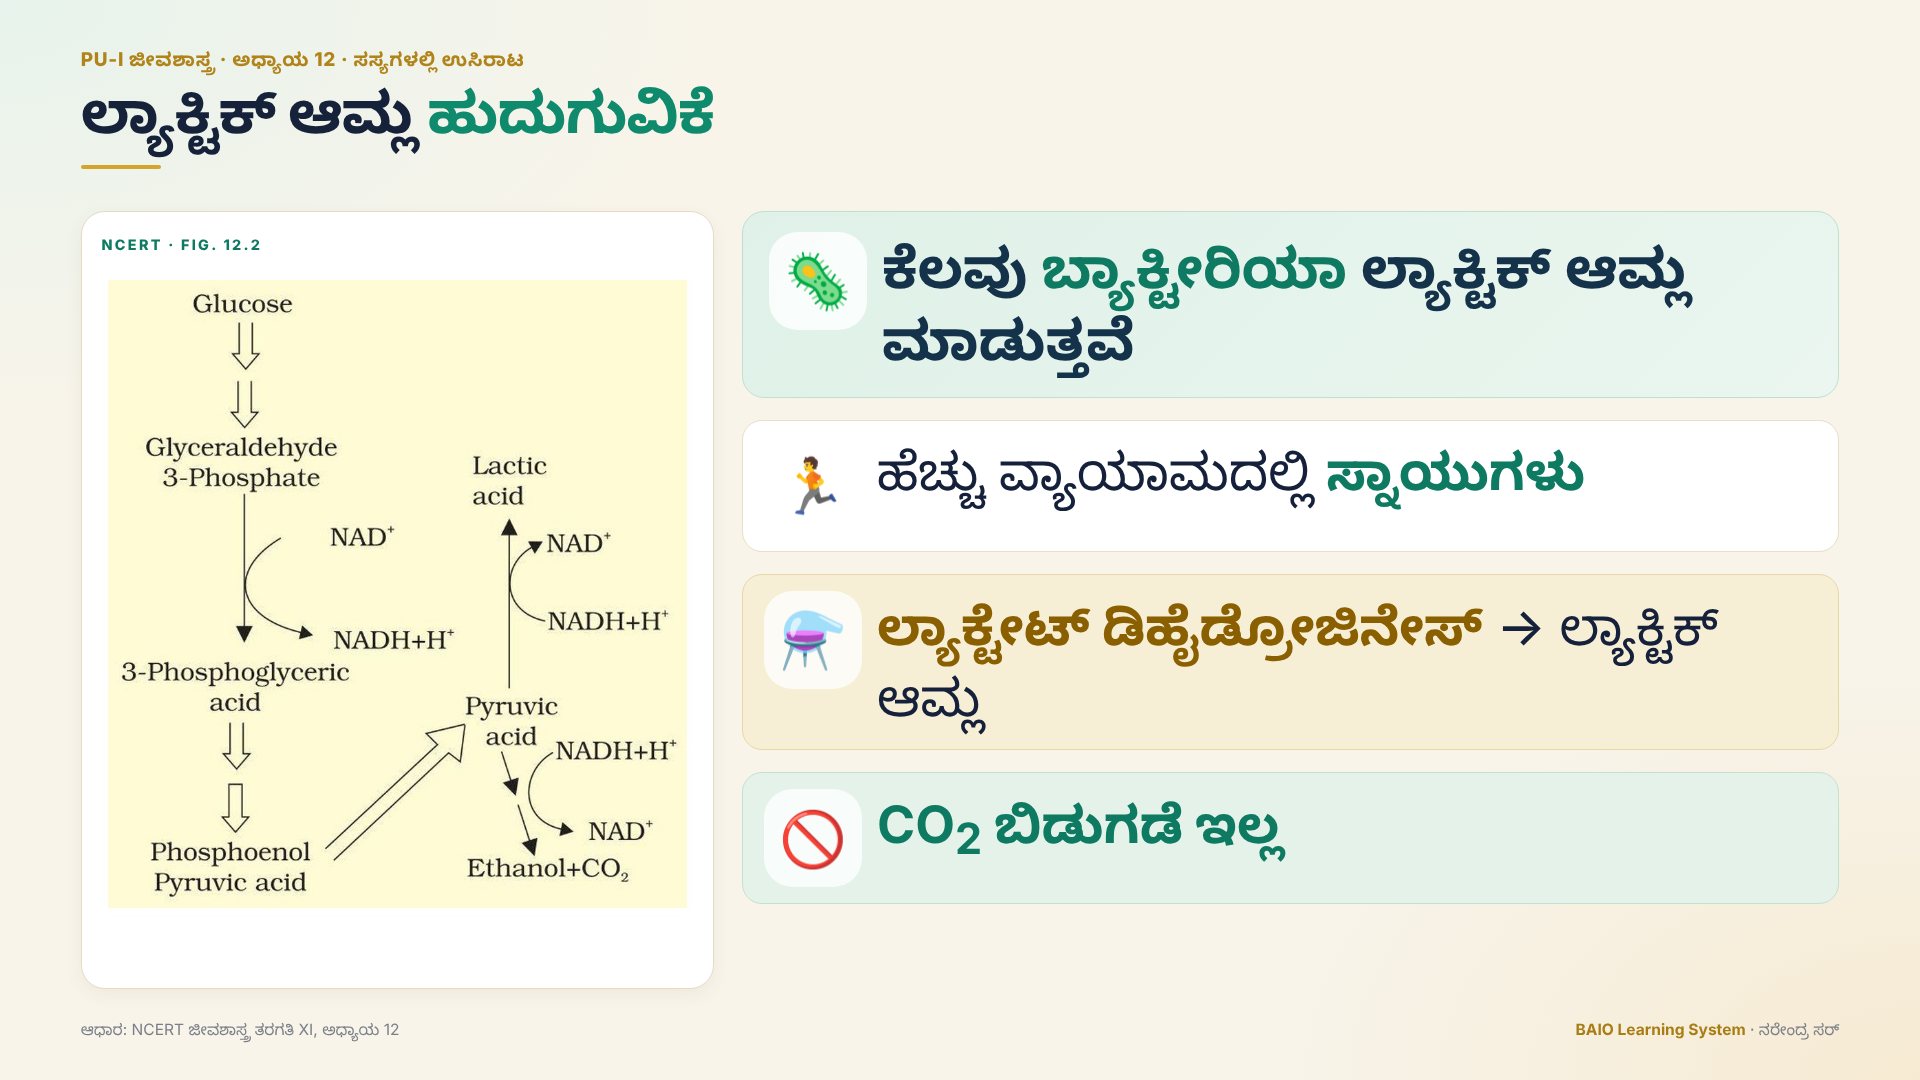 PU-I ಜೀವಶಾಸ್ತ್ರ · ಅಧ್ಯಾಯ 12 · ಸಸ್ಯಗಳಲ್ಲಿ ಉಸಿರಾಟ
ಲ್ಯಾಕ್ಟಿಕ್ ಆಮ್ಲ ಹುದುಗುವಿಕೆ
NCERT · FIG. 12.2
Glucose
Glyceraldehyde
3-Phosphate
NAD⁺
NADH+H⁺
3-Phosphoglyceric
acid
Phosphoenol
Pyruvic acid
Lactic
acid
NAD⁺
NADH+H⁺
Pyruvic
acid
NADH+H⁺
NAD⁺
Ethanol+CO₂
ಕೆಲವು ಬ್ಯಾಕ್ಟೀರಿಯಾ ಲ್ಯಾಕ್ಟಿಕ್ ಆಮ್ಲ
ಮಾಡುತ್ತವೆ
ಹೆಚ್ಚು ವ್ಯಾಯಾಮದಲ್ಲಿ ಸ್ನಾಯುಗಳು
ಲ್ಯಾಕ್ಟೇಟ್ ಡಿಹೈಡ್ರೋಜಿನೇಸ್ → ಲ್ಯಾಕ್ಟಿಕ್
ಆಮ್ಲ
CO₂ ಬಿಡುಗಡೆ ಇಲ್ಲ
ಆಧಾರ: NCERT ಜೀವಶಾಸ್ತ್ರ ತರಗತಿ XI, ಅಧ್ಯಾಯ 12
BAIO Learning System · ನರೇಂದ್ರ ಸರ್